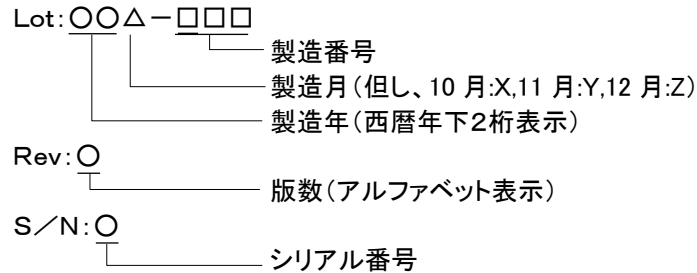 Lot：○○△－□□□
製造番号
製造月（但し、10 月:X,11 月:Y,12 月:Z）
製造年（西暦年下２桁表示）
Rev：○
版数（アルファベット表示）
S／N：○
シリアル番号